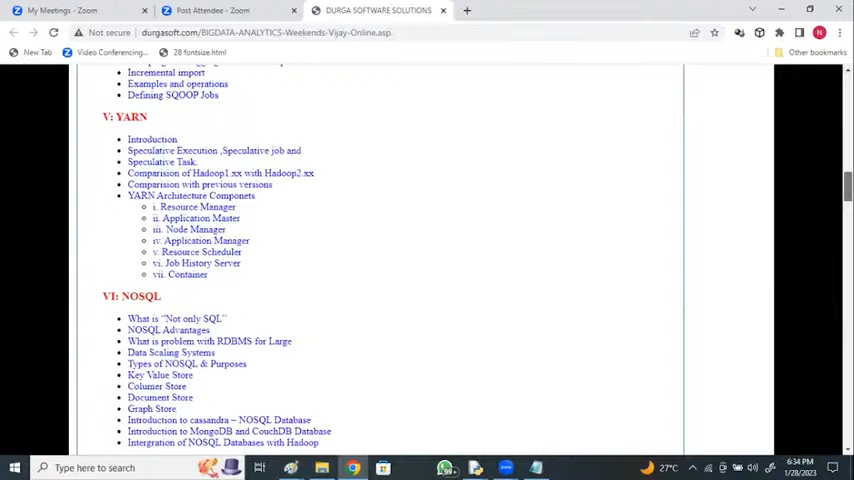 My Meetings - Zoom
Post Attendee - Zoom
DURGA SOFTWARE SOLUTIONS
Not secure
durgasoft.com/BIGDATA-ANALYTICS-Weekends-Vijay-Online.asp
N
New Tab
Video Conferencing...
28 fontsize.html
Other bookmarks
Incremental import
Examples and operations
Defining SQOOP Jobs
V: YARN
Introduction
Speculative Execution ,Speculative job and
Speculative Task.
Comparision of Hadoop1.xx with Hadoop2.xx
Comparision with previous versions
YARN Architecture Componets
i. Resource Manager
ii. Application Master
iii. Node Manager
iv. Application Manager
v. Resource Scheduler
vi. Job History Server
vii. Container
VI: NOSQL
What is “Not only SQL”
NOSQL Advantages
What is problem with RDBMS for Large
Data Scaling Systems
Types of NOSQL & Purposes
Key Value Store
Columer Store
Document Store
Graph Store
Introduction to cassandra – NOSQL Database
Introduction to MongoDB and CouchDB Database
Intergration of NOSQL Databases with Hadoop
Type here to search
99+
27°C
6:34 PM
1/28/2023